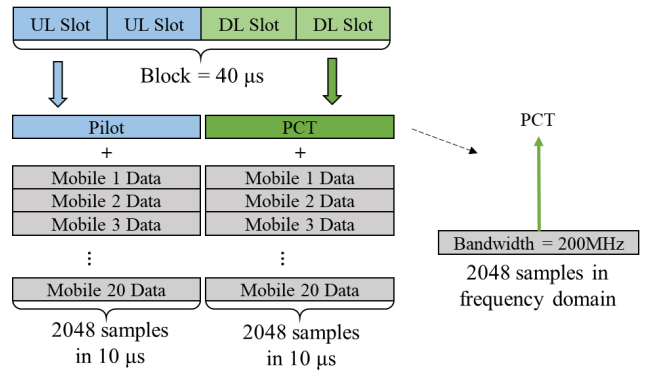 UL Slot UL Slot DL Slot DL Slot
Block = 40 μs
Pilot
+
Mobile 1 Data
Mobile 2 Data
Mobile 3 Data
⋮
Mobile 20 Data
2048 samples
in 10 μs
PCT
+
Mobile 1 Data
Mobile 2 Data
Mobile 3 Data
⋮
Mobile 20 Data
2048 samples
in 10 μs
PCT
Bandwidth = 200MHz
2048 samples in
frequency domain